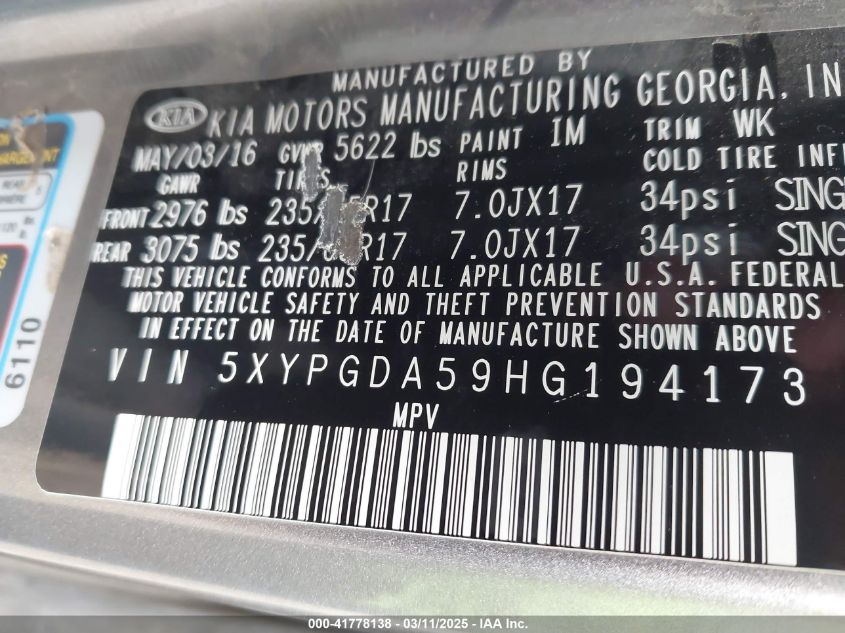 MANUFACTURED BY
KIA KIA MOTORS MANUFACTURING GEORGIA, IN
MAY/03/16 GVWR 5622 lbs PAINT IM TRIM WK
GAWR TIRES RIMS COLD TIRE INF
FRONT 2976 lbs 7.0JX17 34psi SING
REAR 3075 lbs 7.0JX17 34psi SING
THIS VEHICLE CONFORMS TO ALL APPLICABLE U.S.A. FEDERAL
MOTOR VEHICLE SAFETY AND THEFT PREVENTION STANDARDS
IN EFFECT ON THE DATE OF MANUFACTURE SHOWN ABOVE
VIN 5XYPGDA59HG194173
MPV
6110
000-41778138 - 03/11/2025 - IAA Inc.